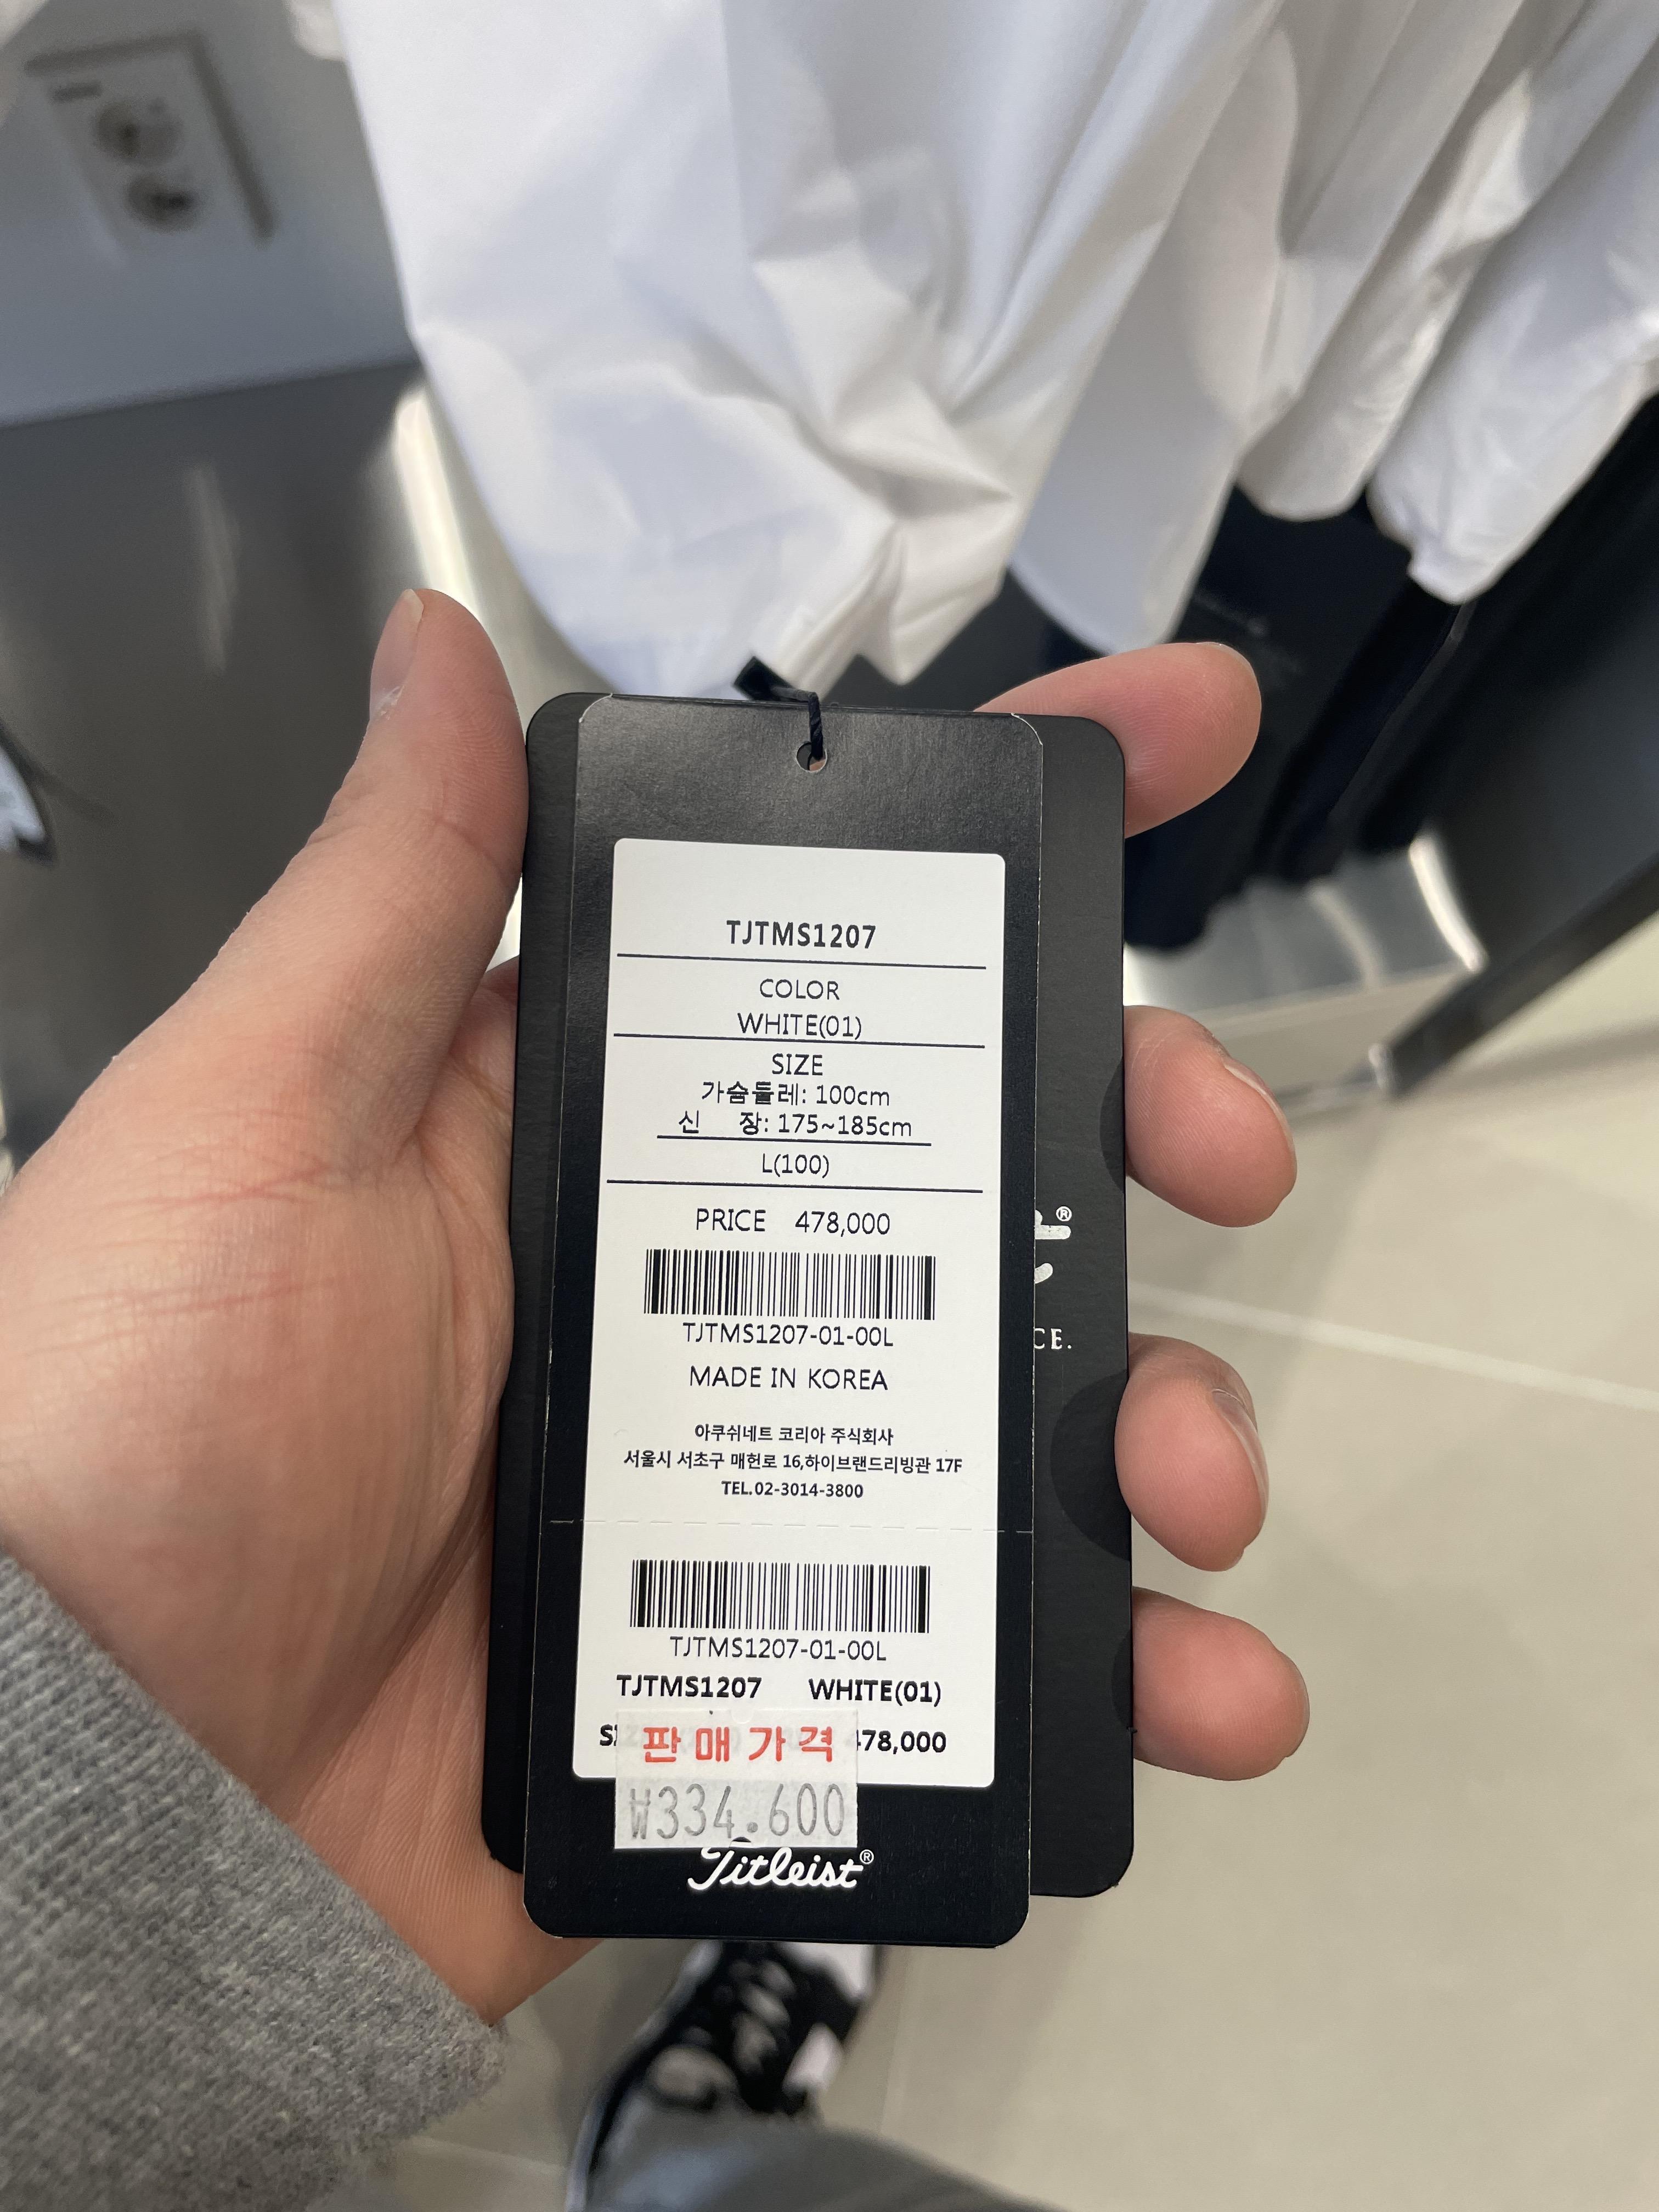 TJTMS1207
COLOR
WHITE(01)
SIZE
가슴둘레: 100cm
신 장: 175~185cm
L(100)
PRICE 478,000
TJTMS1207-01-00L
MADE IN KOREA
아쿠쉬네트 코리아 주식회사
서울시 서초구 매헌로 16,하이브랜드리빙관 17F
TEL.02-3014-3800
TJTMS1207-01-00L
TJTMS1207 WHITE(01)
판매가격 478,000
₩334.600
Titleist®
®
CE.